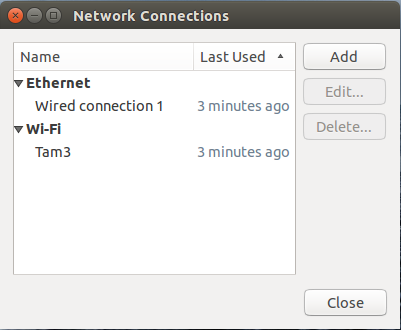 Network Connections
Name Last Used
Add
Ethernet
Edit...
Wired connection 1 3 minutes ago
Delete...
Wi-Fi
Tam3 3 minutes ago
Close